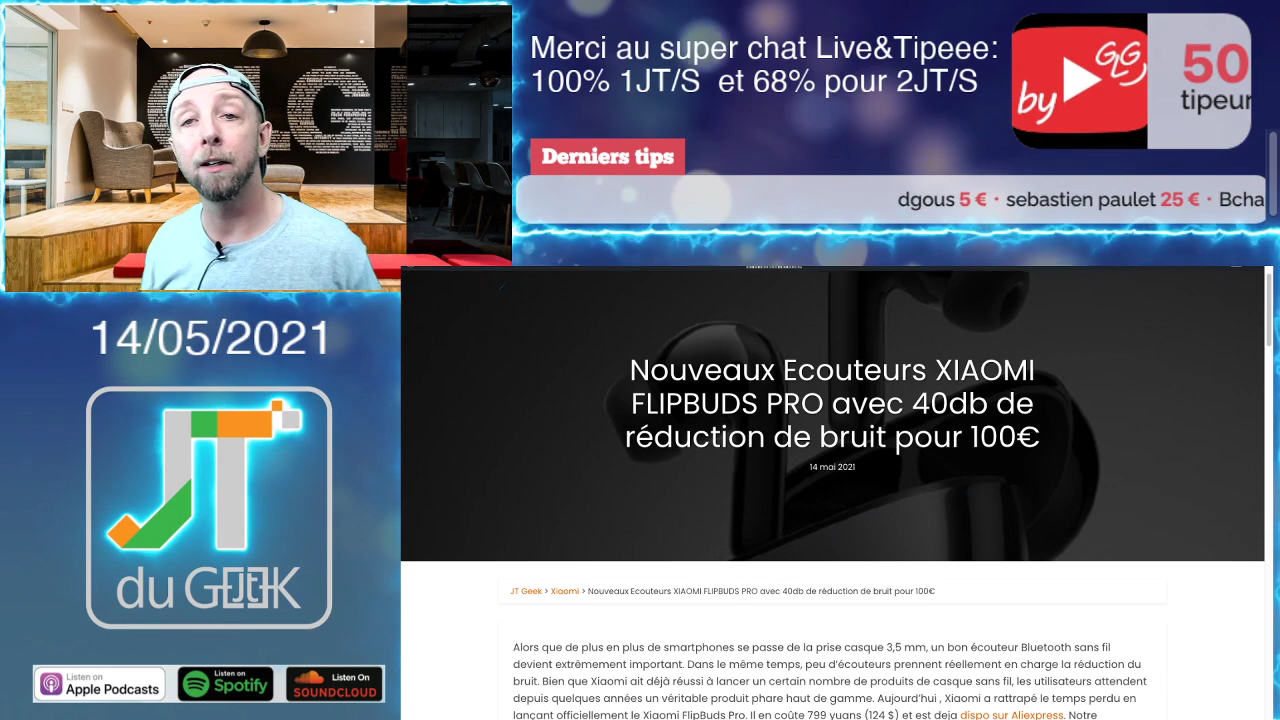 Merci au super chat Live&Tipeee:
100% 1JT/S et 68% pour 2JT/S
by GLG
50
tipeur
Derniers tips
dgous 5 € · sebastien paulet 25 € · Bcha
14/05/2021
JT
du GEEK
Listen on
Apple Podcasts
Listen on
Spotify
Listen On
SOUNDCLOUD
Nouveaux Ecouteurs XIAOMI
FLIPBUDS PRO avec 40db de
réduction de bruit pour 100€
14 mai 2021
JT Geek > Xiaomi > Nouveaux Ecouteurs XIAOMI FLIPBUDS PRO avec 40db de réduction de bruit pour 100€
Alors que de plus en plus de smartphones se passe de la prise casque 3,5 mm, un bon écouteur Bluetooth sans fil
devient extrêmement important. Dans le même temps, peu d'écouteurs prennent réellement en charge la réduction du
bruit. Bien que Xiaomi ait déjà réussi à lancer un certain nombre de produits de casque sans fil, les utilisateurs attendent
depuis quelques années un véritable produit phare haut de gamme. Aujourd'hui , Xiaomi a rattrapé le temps perdu en
lançant officiellement le Xiaomi FlipBuds Pro. Il en coûte 799 yuans (124 $) et est deja dispo sur Aliexpress. Notre